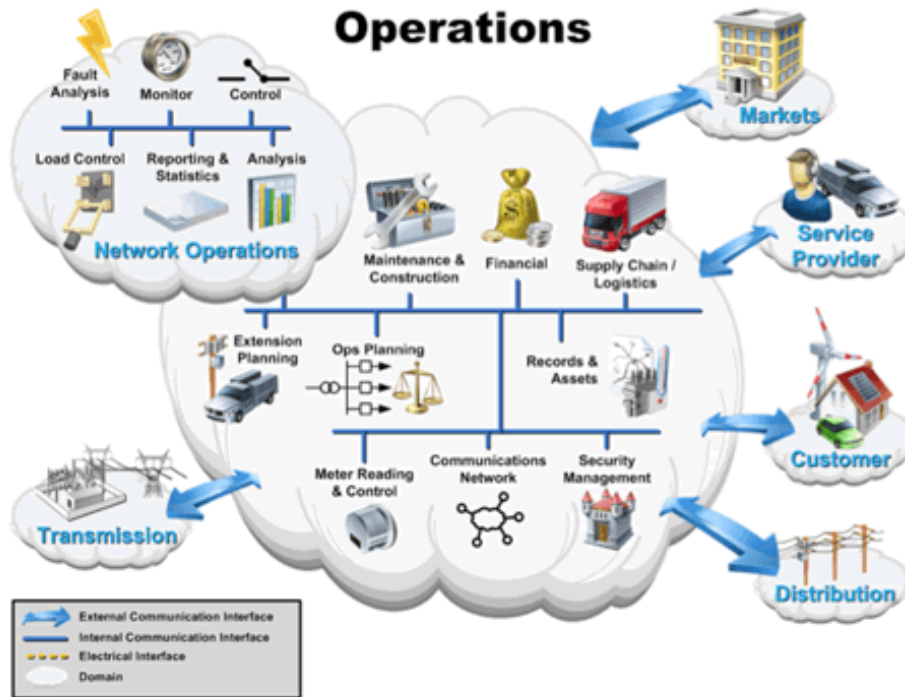 Operations
Fault
Analysis
Monitor
Control
Load Control
Reporting &
Statistics
Analysis
Network Operations
Markets
Service
Provider
Maintenance &
Construction
Financial
Supply Chain /
Logistics
Extension
Planning
Ops Planning
Records &
Assets
Customer
Meter Reading
& Control
Communications
Network
Security
Management
Transmission
Distribution
External Communication Interface
Internal Communication Interface
Electrical Interface
Domain